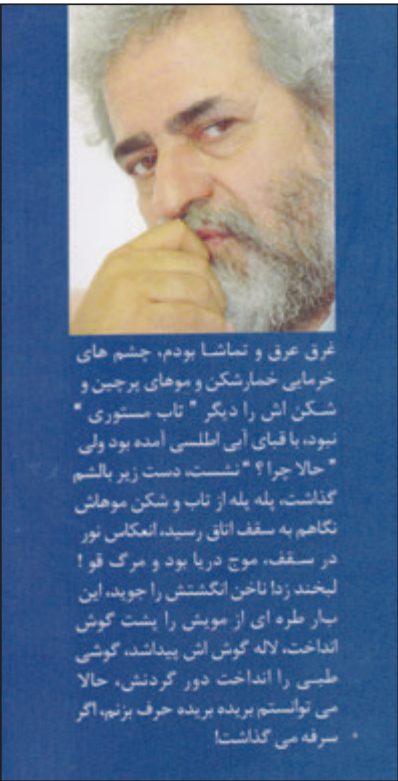 غرق عرق و تماشا بودم، چشم های
خرمایی خمارشکن و موهای پرچین و
شکن اش را دیگر " تاب مستوری "
نبود، با قبای آبی اطلسی آمده بود ولی
" حالا چرا ؟ " نشست، دست زیر بالشم
گذاشت، پله پله از تاب و شکن موهاش
نگاهم به سقف اتاق رسید، انعکاس نور
در سقف، موج دریا بود و مرگ قو !
لبخند زد! ناخن انگشتش را جوید، این
بار طره ای از مویش را پشت گوش
انداخت، لاله گوش اش پیداشد، گوشی
طبی را انداخت دور گردنش، حالا
می توانستم بریده بریده حرف بزنم، اگر
سرفه می گذاشت!